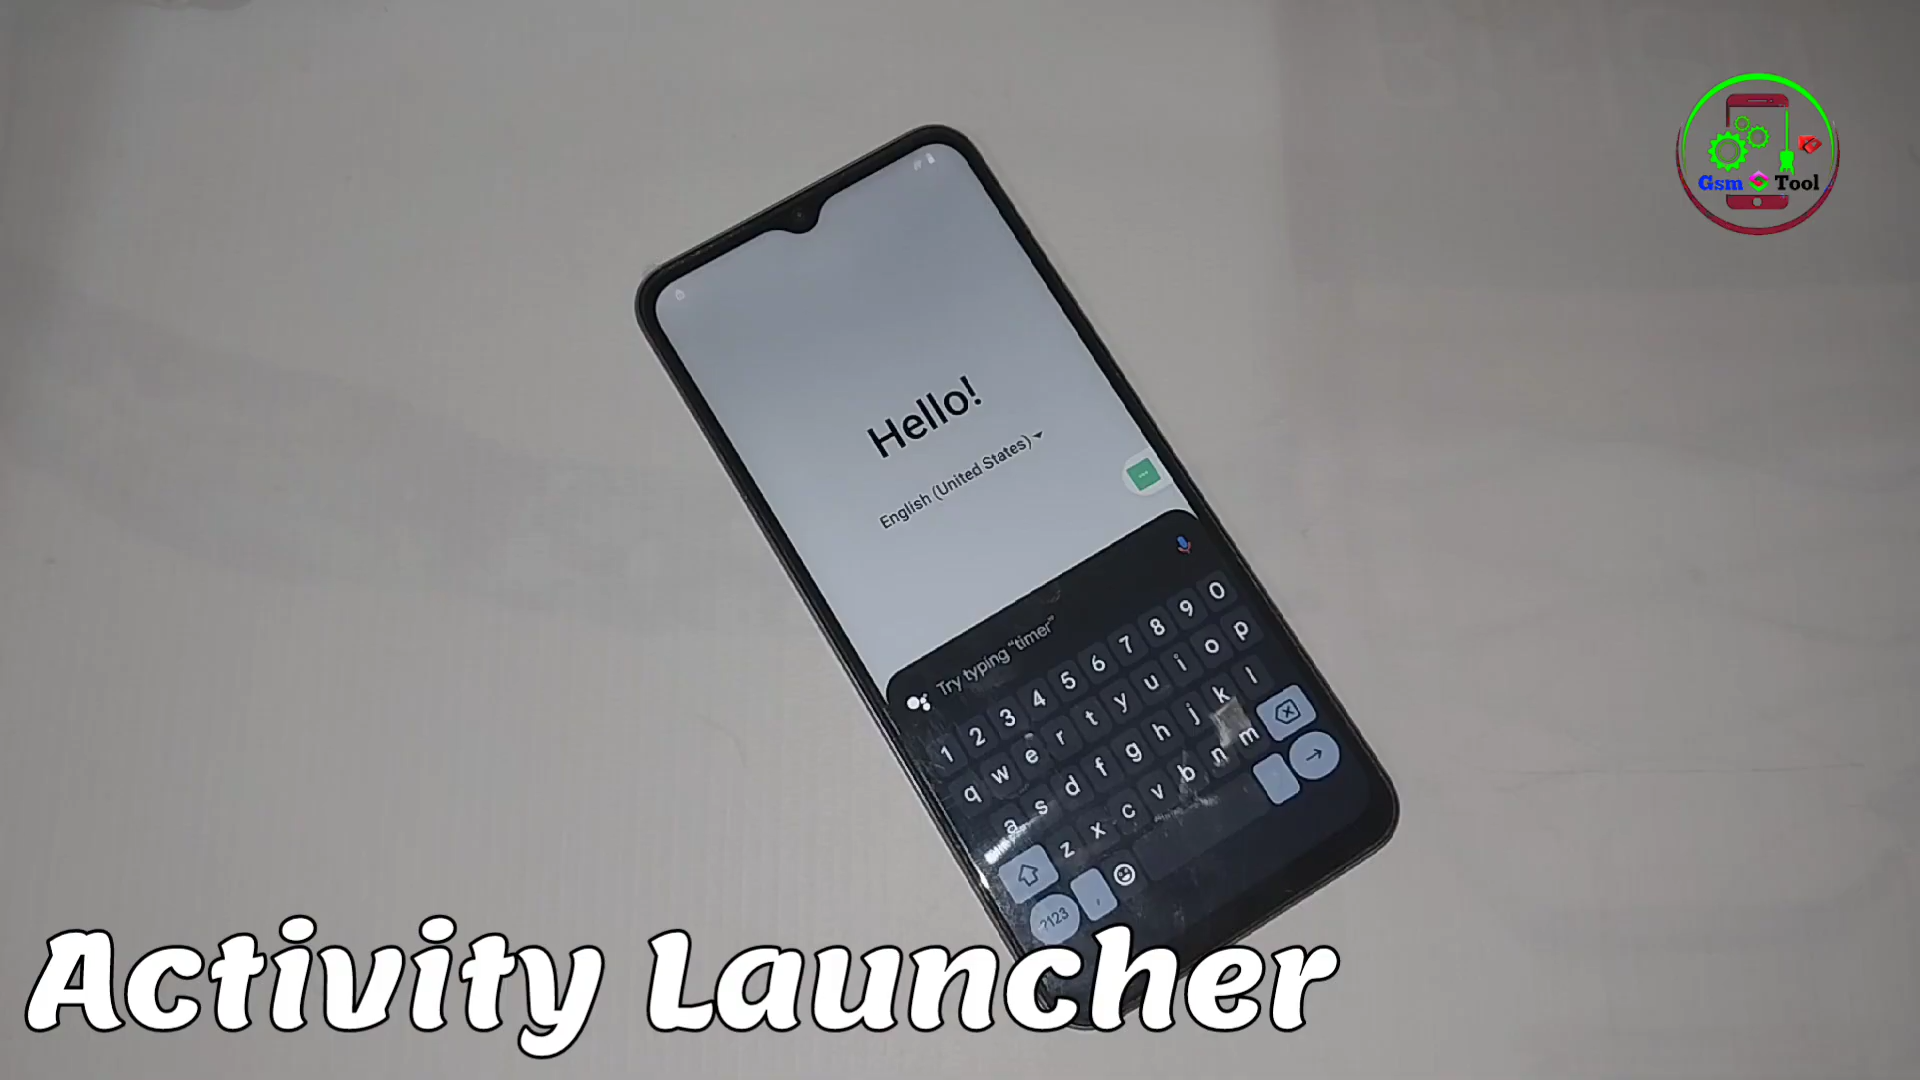 Gsm Tool
Hello!
English (United States)
Try typing "timer"
1 2 3 4 5 6 7 8 9 0
q w e r t y u i o p
a s d f g h j k l
z x c v b n m
?123 ,
Activity Launcher